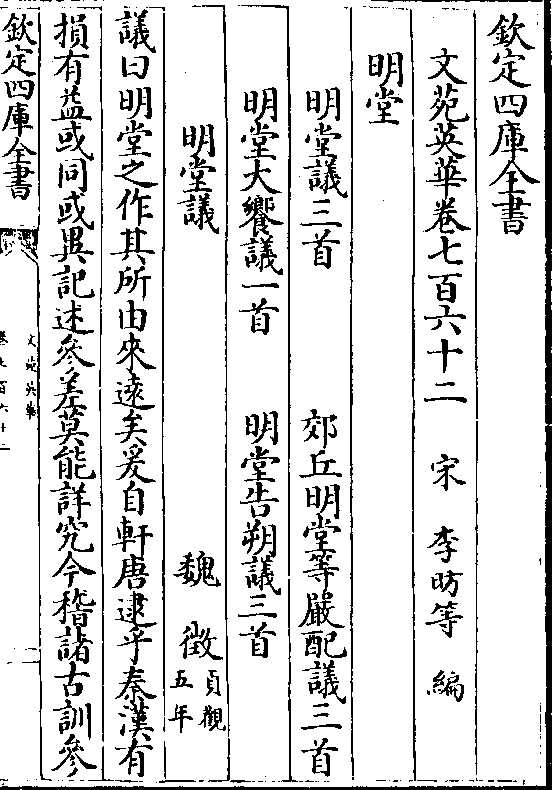 欽定四庫全書
文苑英華卷七百六十二　宋　李昉等　編
明堂
明堂議三首　郊丘明堂等嚴配議三首
明堂大饗議一首　明堂告朔議三首
明堂議　魏徵貞觀五年
議曰明堂之作其所由來遠矣爰自軒唐逮乎秦漢有
損有益或同或異記述參差莫能詳究今稽諸古訓參
欽定四庫全書
文苑英華
卷七百六十二
一